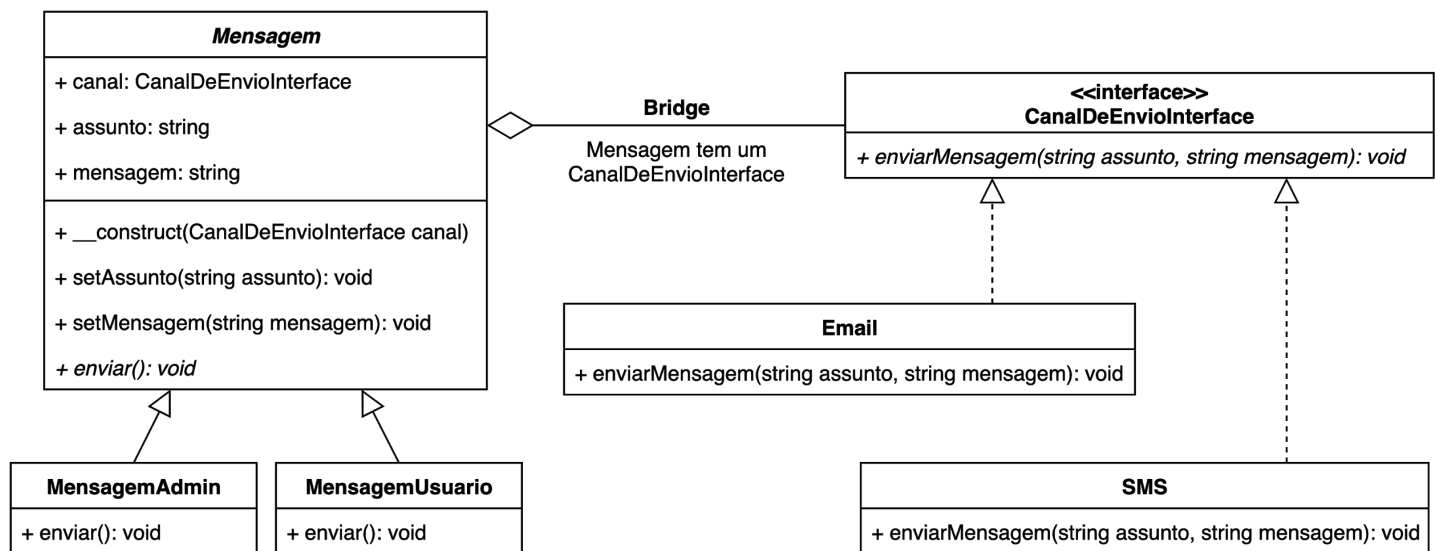 Mensagem
+ canal: CanalDeEnvioInterface
+ assunto: string
+ mensagem: string
+ __construct(CanalDeEnvioInterface canal)
+ setAssunto(string assunto): void
+ setMensagem(string mensagem): void
+ enviar(): void
Bridge
Mensagem tem um
CanalDeEnvioInterface
<<interface>>
CanalDeEnvioInterface
+ enviarMensagem(string assunto, string mensagem): void
Email
+ enviarMensagem(string assunto, string mensagem): void
MensagemAdmin
+ enviar(): void
MensagemUsuario
+ enviar(): void
SMS
+ enviarMensagem(string assunto, string mensagem): void